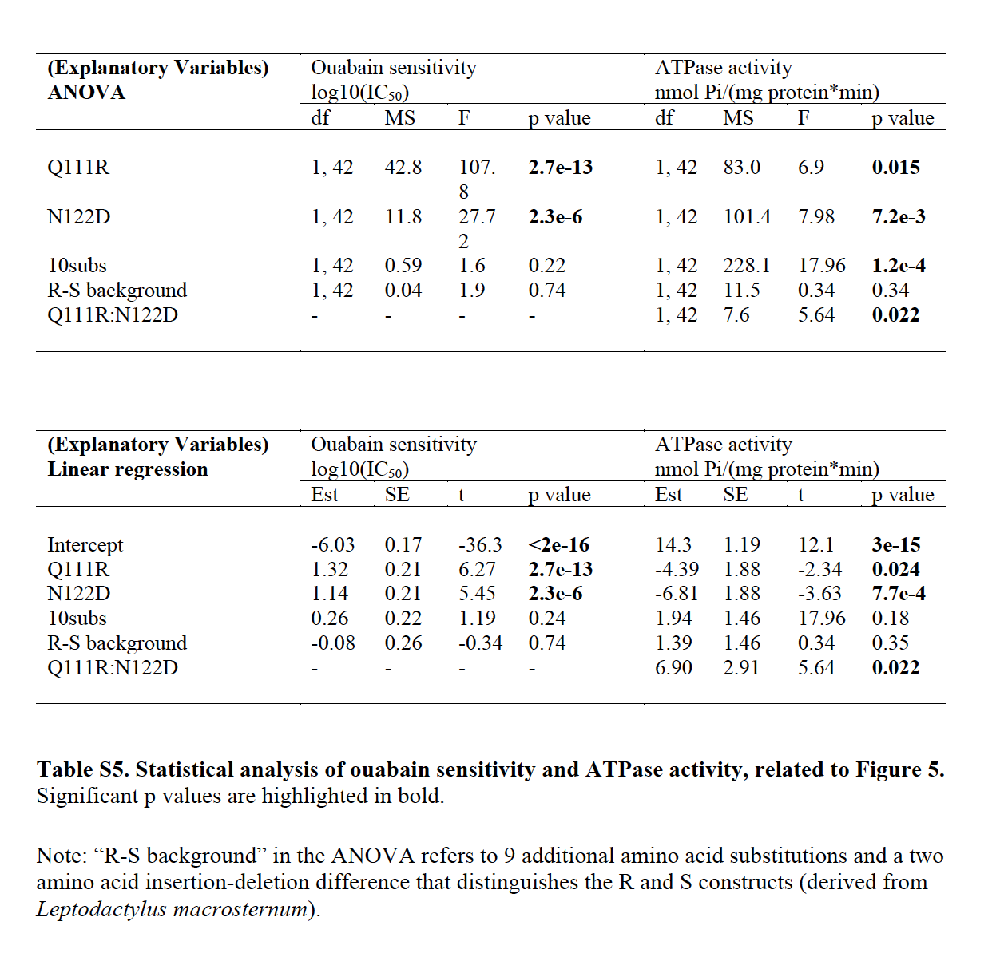 (Explanatory Variables) Ouabain sensitivity ATPase activity
ANOVA log10(IC₅₀) nmol Pi/(mg protein*min)
df MS F p value df MS F p value
Q111R 1, 42 42.8 107. 2.7e-13 1, 42 83.0 6.9 0.015
8
N122D 1, 42 11.8 27.7 2.3e-6 1, 42 101.4 7.98 7.2e-3
2
10subs 1, 42 0.59 1.6 0.22 1, 42 228.1 17.96 1.2e-4
R-S background 1, 42 0.04 1.9 0.74 1, 42 11.5 0.34 0.34
Q111R:N122D - - - - 1, 42 7.6 5.64 0.022
(Explanatory Variables) Ouabain sensitivity ATPase activity
Linear regression log10(IC₅₀) nmol Pi/(mg protein*min)
Est SE t p value Est SE t p value
Intercept -6.03 0.17 -36.3 <2e-16 14.3 1.19 12.1 3e-15
Q111R 1.32 0.21 6.27 2.7e-13 -4.39 1.88 -2.34 0.024
N122D 1.14 0.21 5.45 2.3e-6 -6.81 1.88 -3.63 7.7e-4
10subs 0.26 0.22 1.19 0.24 1.94 1.46 17.96 0.18
R-S background -0.08 0.26 -0.34 0.74 1.39 1.46 0.34 0.35
Q111R:N122D - - - - 6.90 2.91 5.64 0.022
Table S5. Statistical analysis of ouabain sensitivity and ATPase activity, related to Figure 5.
Significant p values are highlighted in bold.
Note: “R-S background” in the ANOVA refers to 9 additional amino acid substitutions and a two
amino acid insertion-deletion difference that distinguishes the R and S constructs (derived from
Leptodactylus macrosternum).